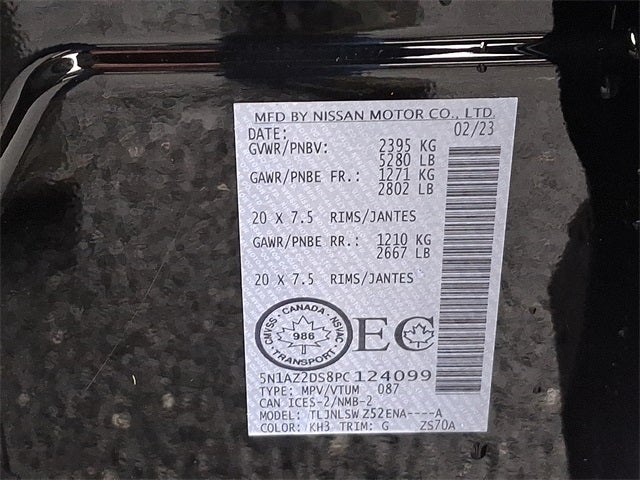 MFD BY NISSAN MOTOR CO., LTD.
DATE: 02/23
GVWR/PNBV: 2395 KG
5280 LB
GAWR/PNBE FR.: 1271 KG
2802 LB
20 X 7.5 RIMS/JANTES
GAWR/PNBE RR.: 1210 KG
2667 LB
20 X 7.5 RIMS/JANTES
CMVSS · CANADA · NSVAC
986
TRANSPORT
EC
5N1AZ2DS8PC124099
TYPE: MPV/VTUM 087
CAN ICES-2/NMB-2
MODEL: TLJNLSW Z52ENA----A
COLOR: KH3 TRIM: G ZS70A